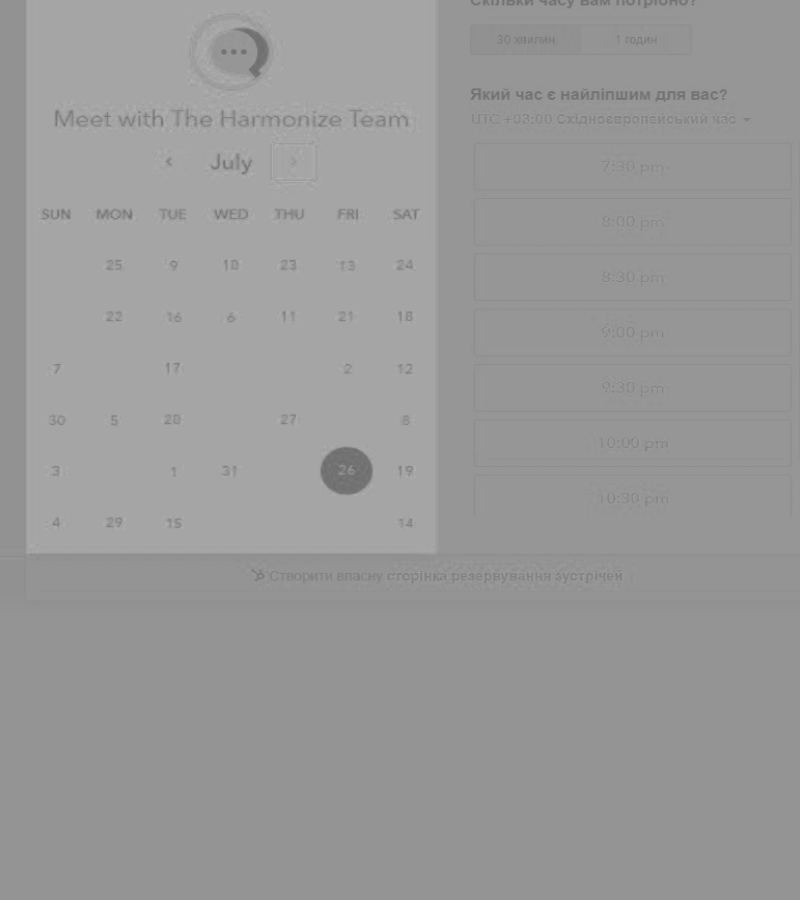 Скільки часу вам потрібно?
30 хвилин 1 годин
Meet with The Harmonize Team
July
SUN MON TUE WED THU FRI SAT
25 9 10 23 13 24
22 16 6 11 21 18
7 17 2 12
30 5 20 27 8
3 1 31 26 19
4 29 15 14
Який час є найліпшим для вас?
UTC +03:00 Східноєвропейський час
7:30 pm
8:00 pm
8:30 pm
9:00 pm
9:30 pm
10:00 pm
10:30 pm
Створити власну сторінка резервування зустрічей